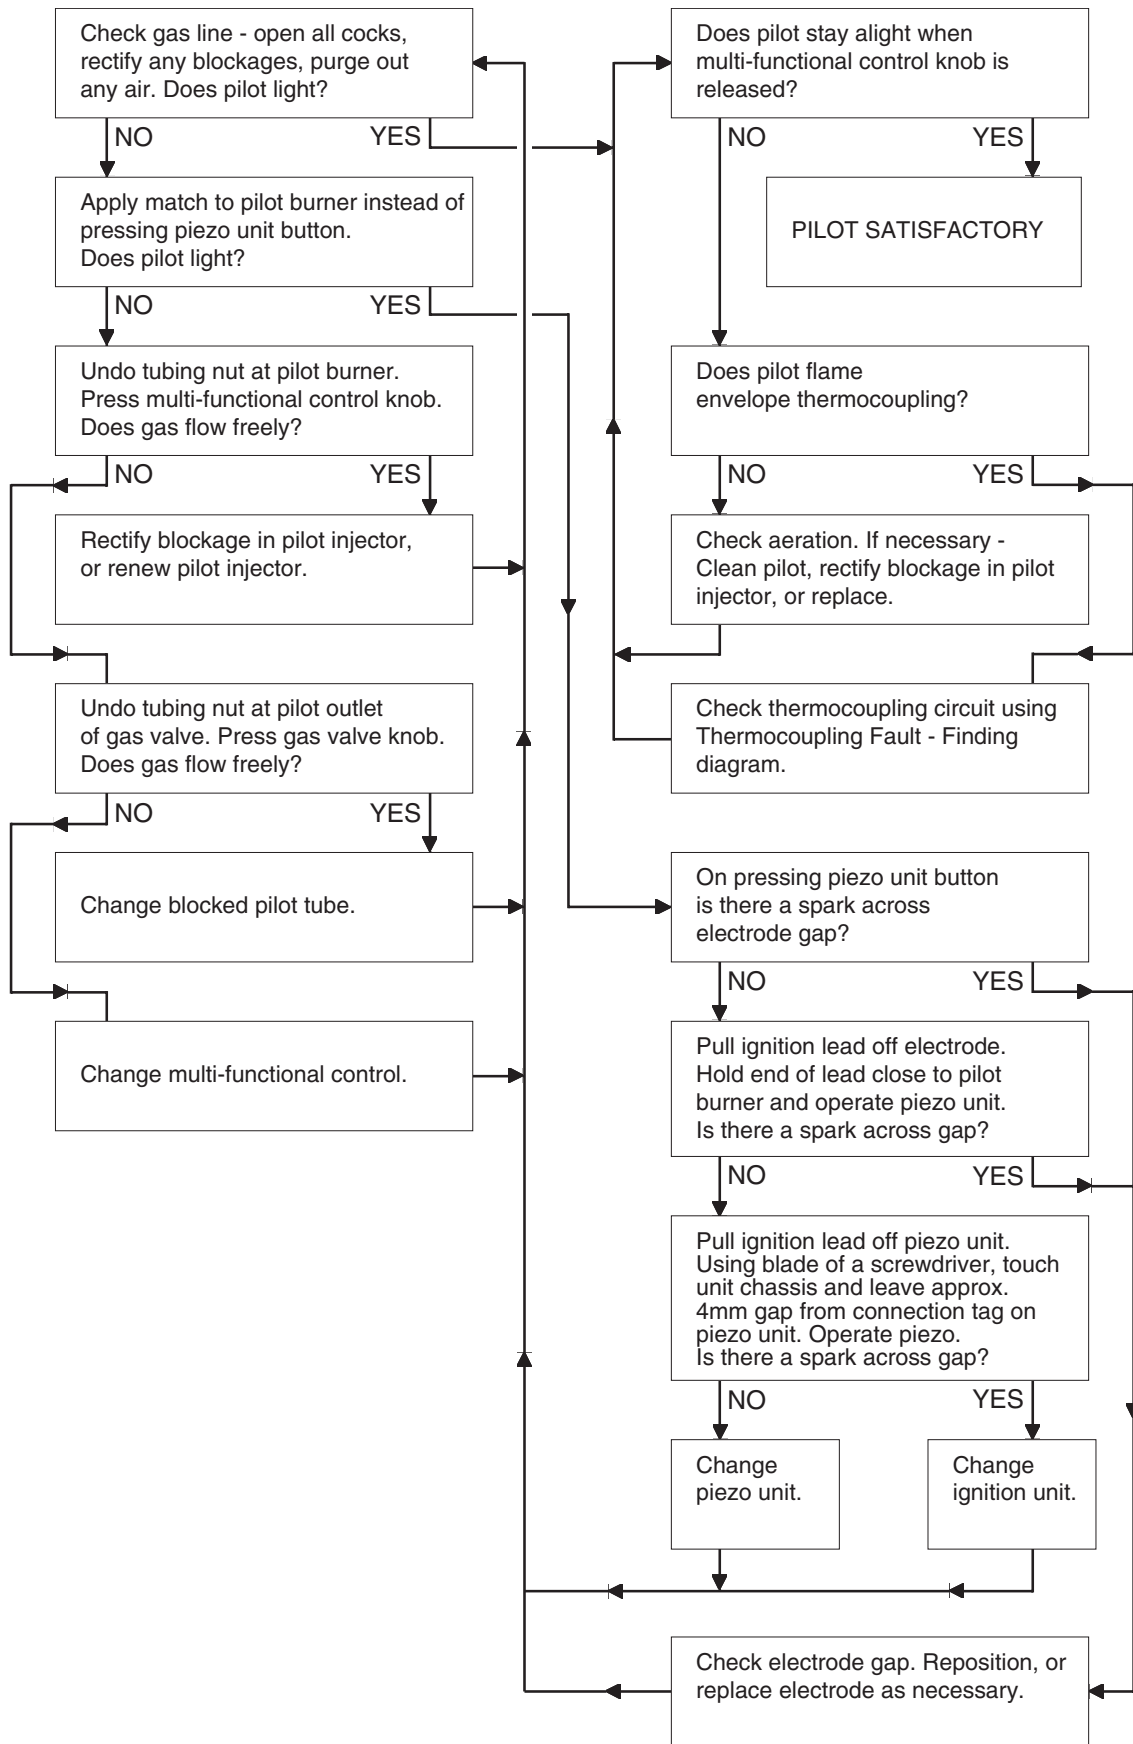 Check gas line - open all cocks,
rectify any blockages, purge out
any air. Does pilot light?
NO
YES
Apply match to pilot burner instead of
pressing piezo unit button.
Does pilot light?
NO
YES
Undo tubing nut at pilot burner.
Press multi-functional control knob.
Does gas flow freely?
NO
YES
Rectify blockage in pilot injector,
or renew pilot injector.
Undo tubing nut at pilot outlet
of gas valve. Press gas valve knob.
Does gas flow freely?
NO
YES
Change blocked pilot tube.
Change multi-functional control.
Does pilot stay alight when
multi-functional control knob is
released?
NO
YES
PILOT SATISFACTORY
Does pilot flame
envelope thermocoupling?
NO
YES
Check aeration. If necessary -
Clean pilot, rectify blockage in pilot
injector, or replace.
Check thermocoupling circuit using
Thermocoupling Fault - Finding
diagram.
On pressing piezo unit button
is there a spark across
electrode gap?
NO
YES
Pull ignition lead off electrode.
Hold end of lead close to pilot
burner and operate piezo unit.
Is there a spark across gap?
NO
YES
Pull ignition lead off piezo unit.
Using blade of a screwdriver, touch
unit chassis and leave approx.
4mm gap from connection tag on
piezo unit. Operate piezo.
Is there a spark across gap?
NO
YES
Change
piezo unit.
Change
ignition unit.
Check electrode gap. Reposition, or
replace electrode as necessary.